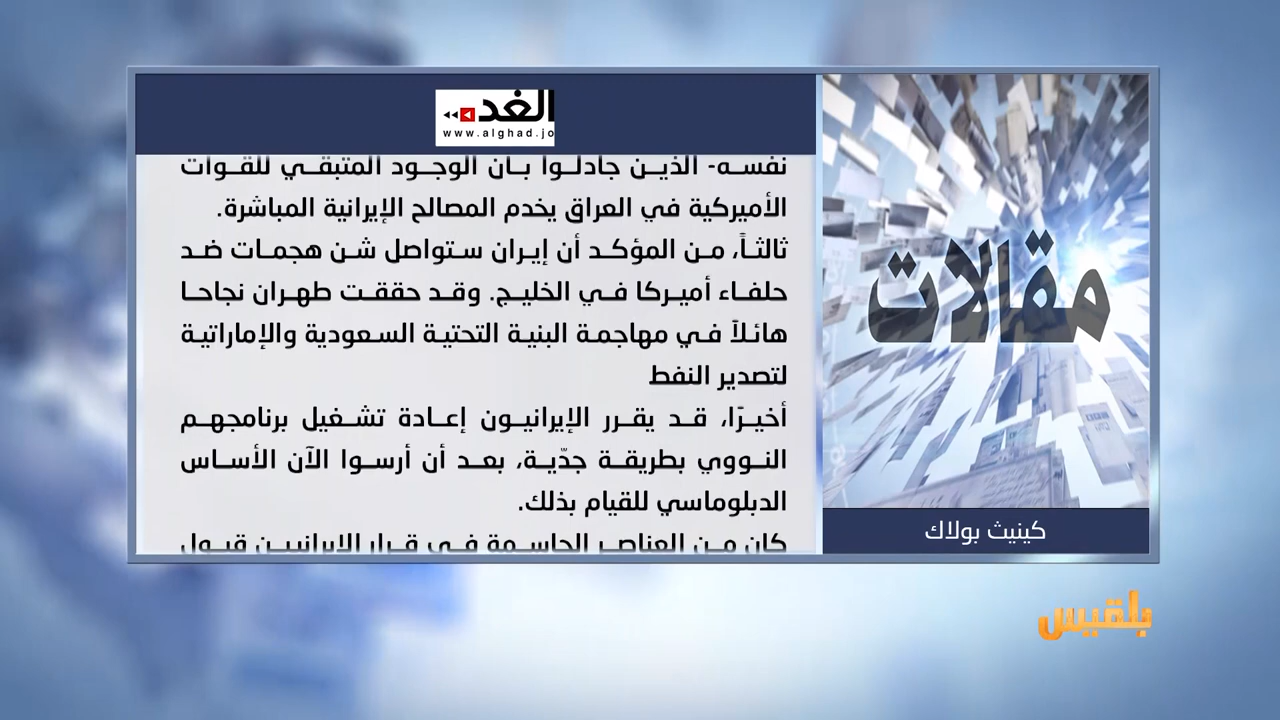 الغد
www.alghad.jo
نفسه- الذين جادلوا بأن الوجود المتبقي للقوات
الأميركية في العراق يخدم المصالح الإيرانية المباشرة.
ثالثاً، من المؤكد أن إيران ستواصل شن هجمات ضد
حلفاء أميركا في الخليج. وقد حققت طهران نجاحا
هائلاً في مهاجمة البنية التحتية السعودية والإماراتية
لتصدير النفط
أخيرًا، قد يقرر الإيرانيون إعادة تشغيل برنامجهم
النووي بطريقة جدّية، بعد أن أرسوا الآن الأساس
الدبلوماسي للقيام بذلك.
كان من العناصر الحاسمة في قرار الإيرانيين قبول
مقالات
كينيث بولاك
بلقيس